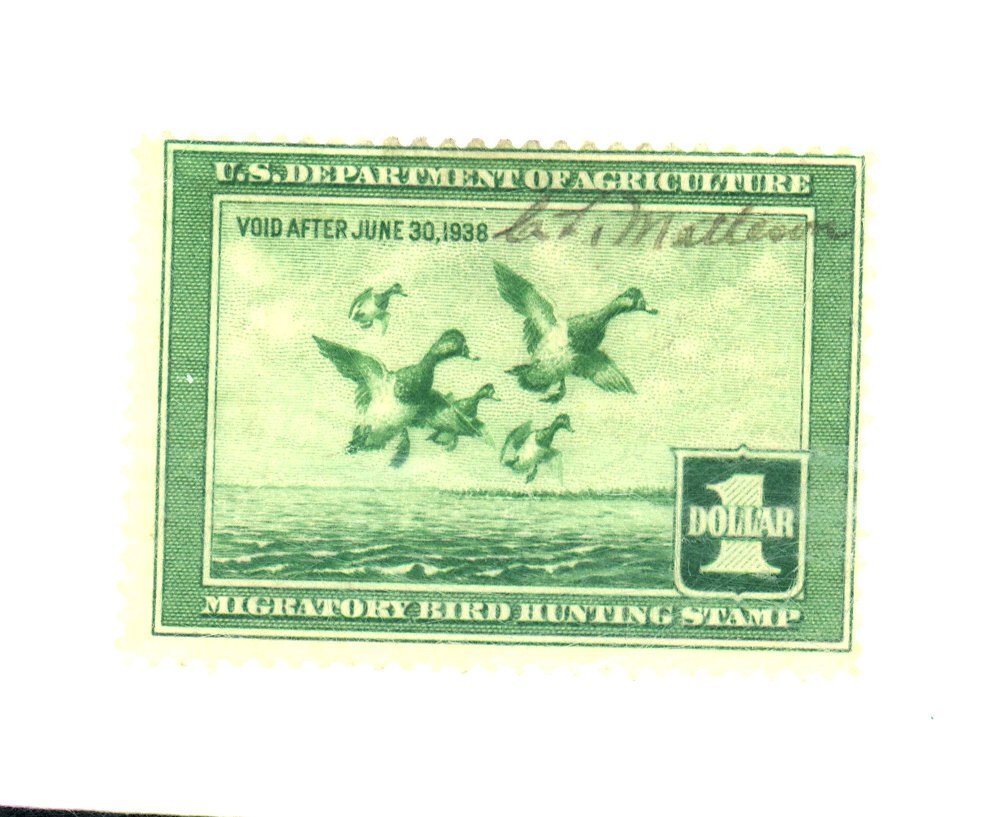 U.S. DEPARTMENT OF AGRICULTURE
VOID AFTER JUNE 30, 1938
Matteson
1
DOLLAR
MIGRATORY BIRD HUNTING STAMP